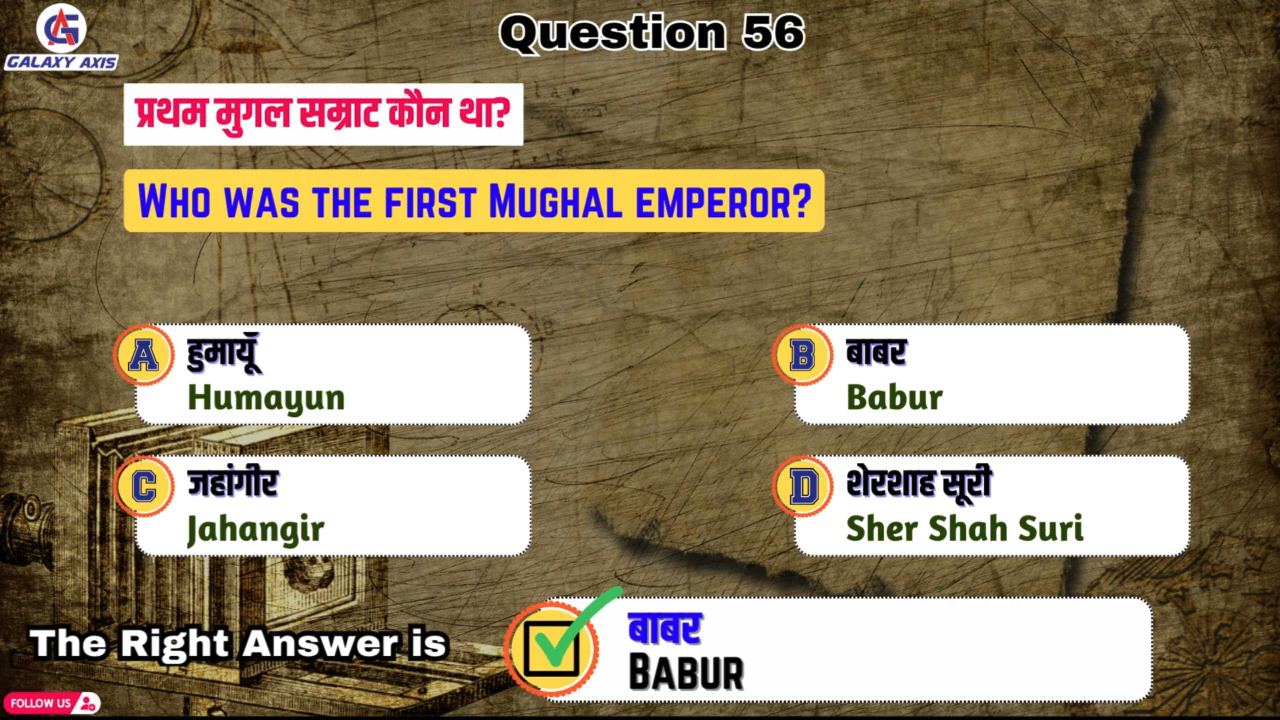 Question 56
GALAXY AXIS
प्रथम मुगल सम्राट कौन था?
Who was the first Mughal emperor?
A
हुमायूँ
Humayun
B
बाबर
Babur
C
जहांगीर
Jahangir
D
शेरशाह सूरी
Sher Shah Suri
The Right Answer is
बाबर
Babur
FOLLOW US